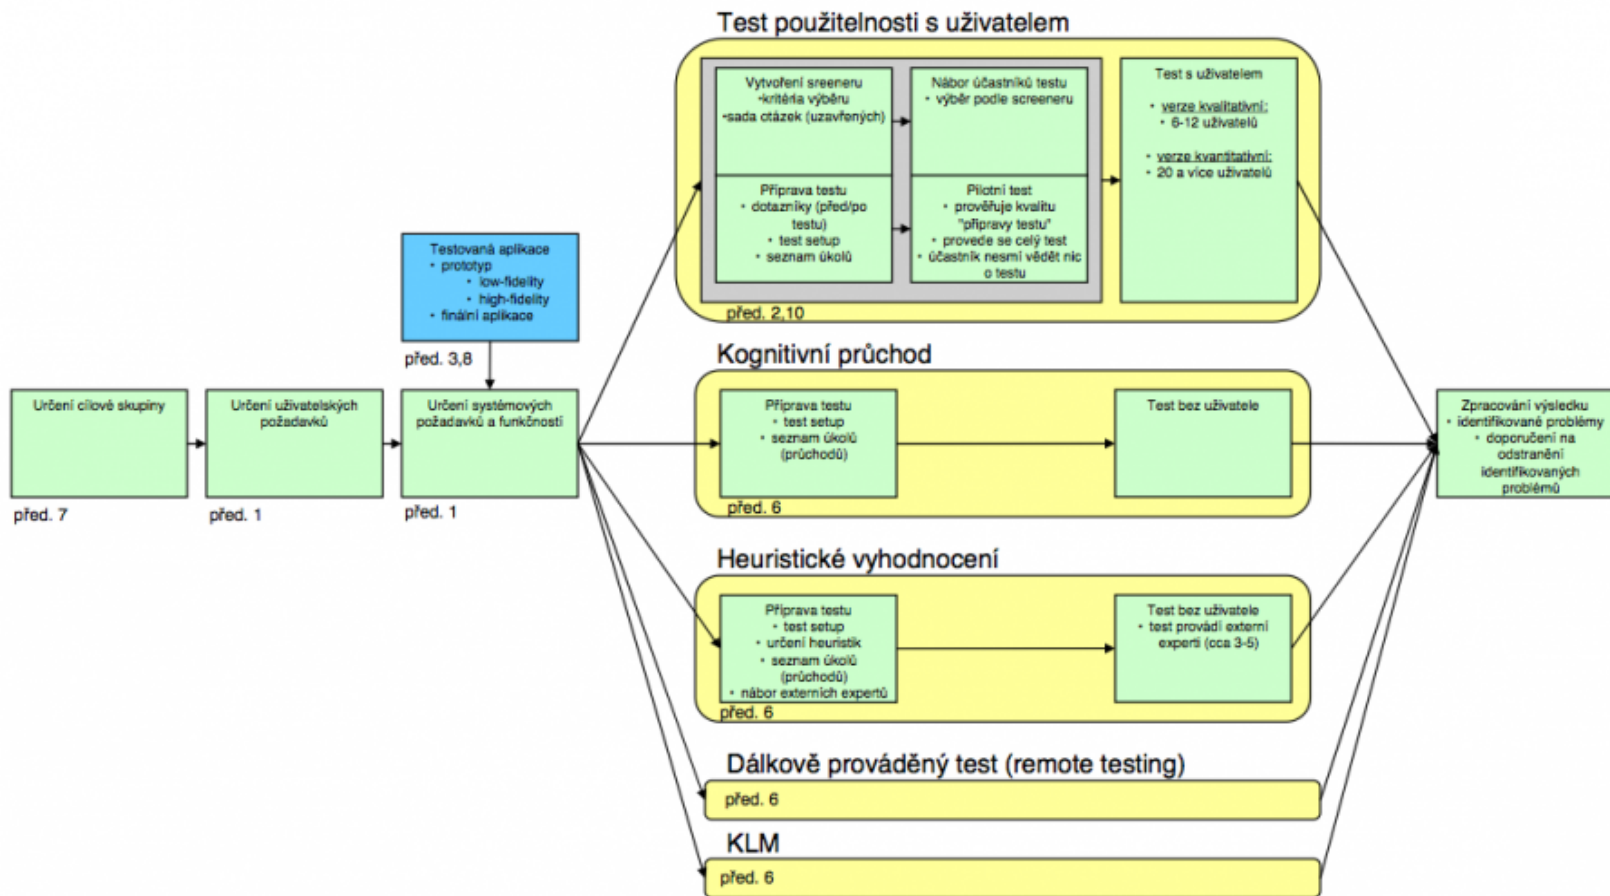 Test použitelnosti s uživatelem
Vytvoření sreeneru
•kritéria výběru
•sada otázek (uzavřených)
Nábor účastníků testu
• výběr podle screeneru
Příprava testu
• dotazníky (před/po
testu)
• test setup
• seznam úkolů
Pilotní test
• prověřuje kvalitu
"přípravy testu"
• provede se celý test
• účastník nesmí vědět nic
o testu
Test s uživatelem
• verze kvalitativní:
• 6-12 uživatelů
• verze kvantitativní:
• 20 a více uživatelů
před. 2,10
Testovaná aplikace
• prototyp
• low-fidelity
• high-fidelity
• finální aplikace
před. 3,8
Určení cílové skupiny
před. 7
Určení uživatelských
požadavků
před. 1
Určení systémových
požadavků a funkčností
před. 1
Kognitivní průchod
Příprava testu
• test setup
• seznam úkolů
(průchodů)
Test bez uživatele
před. 6
Heuristické vyhodnocení
Příprava testu
• test setup
• určení heuristik
• seznam úkolů
(průchodů)
• nábor externích expertů
Test bez uživatele
• test provádí externí
experti (cca 3-5)
před. 6
Dálkově prováděný test (remote testing)
před. 6
KLM
před. 6
Zpracování výsledku
• identifikované problémy
• doporučení na
odstranění
identifikovaných
problémů